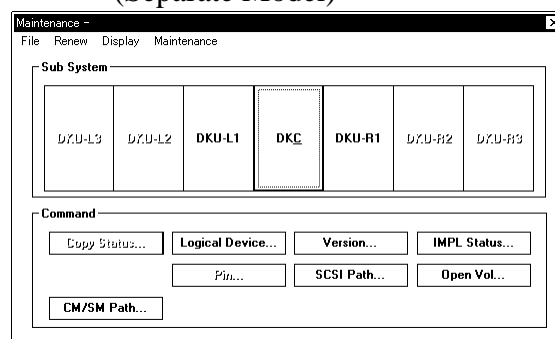 (Separate Model)
Maintenance -
File Renew Display Maintenance
Sub System
DKU-L3 DKU-L2 DKU-L1 DKC DKU-R1 DKU-R2 DKU-R3
Command
Copy Status... Logical Device... Version... IMPL Status...
Pin... SCSI Path... Open Vol...
CM/SM Path...